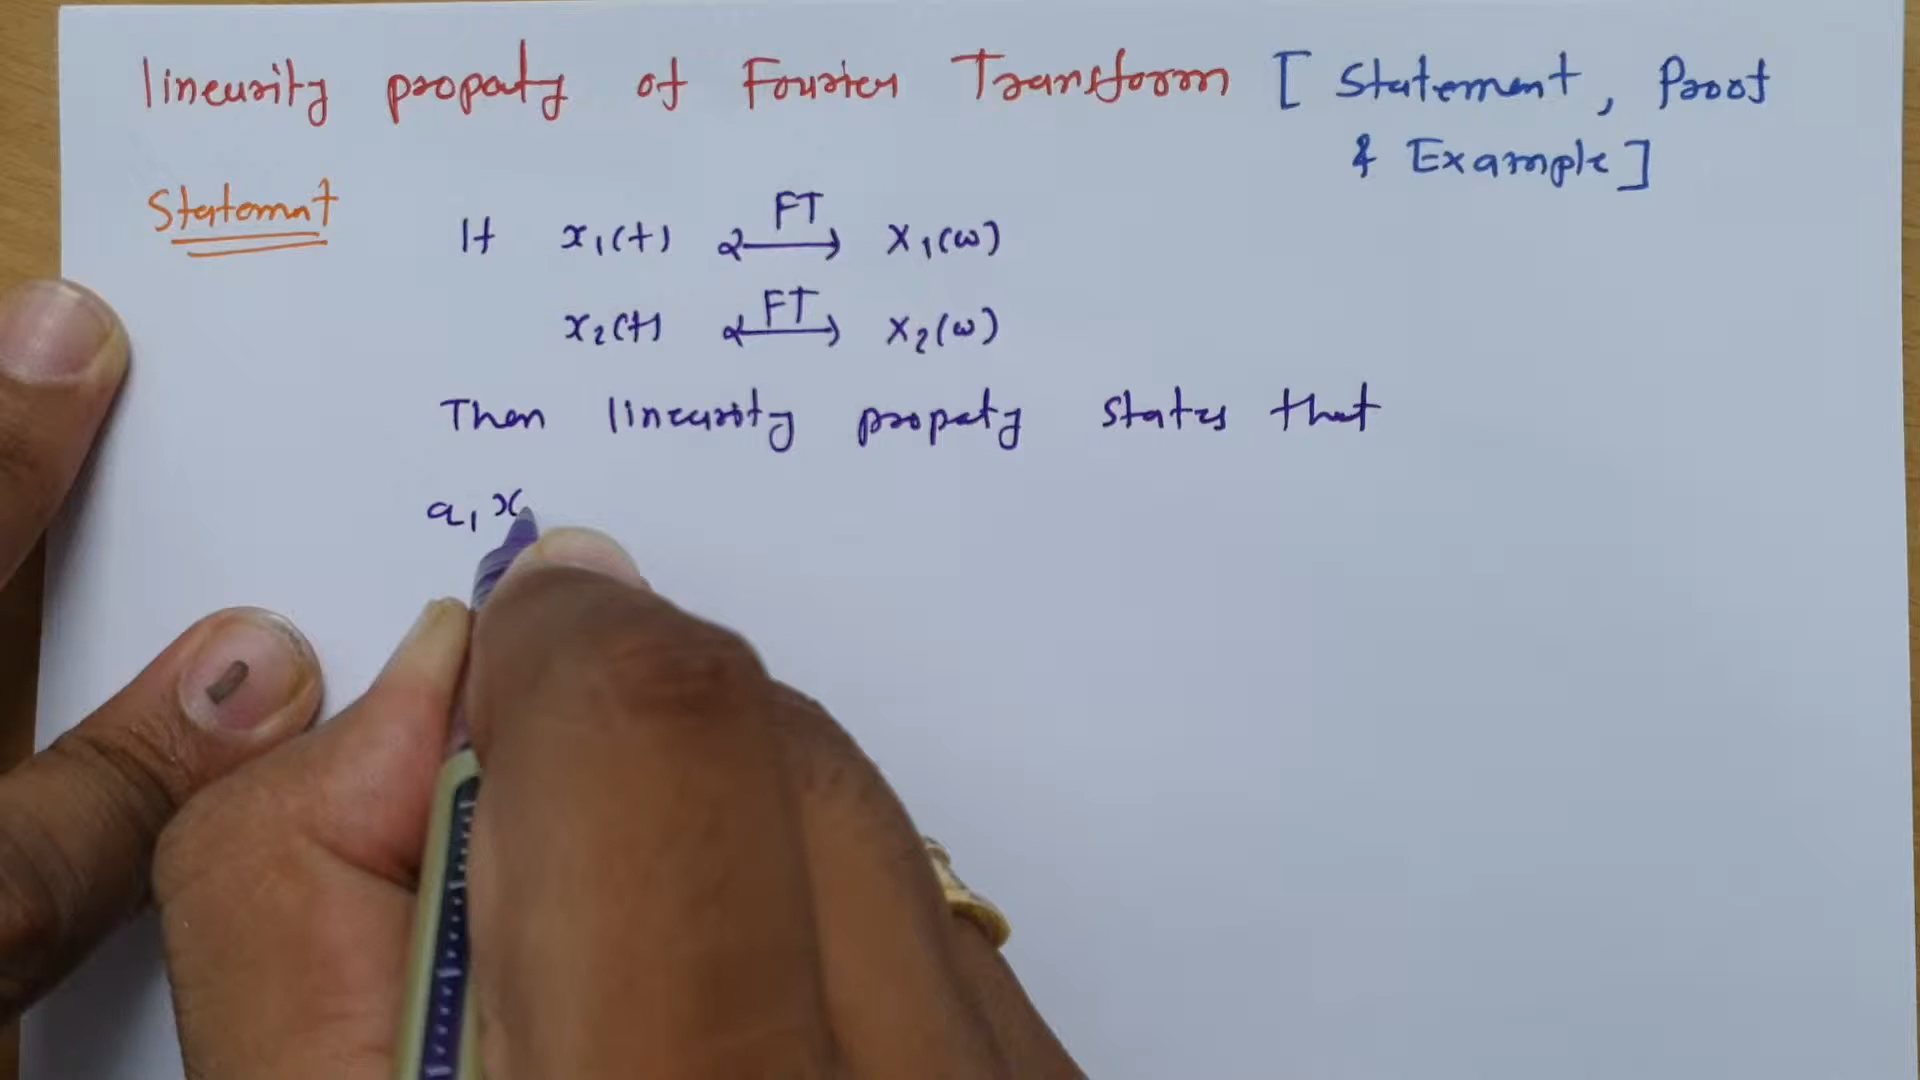 linearity property of Fourier Transform [ Statement, Proof
& Example ]
Statement
If x₁(t) ⟷ FT X₁(ω)
x₂(t) ⟷ FT X₂(ω)
Then linearity property states that
a₁ x